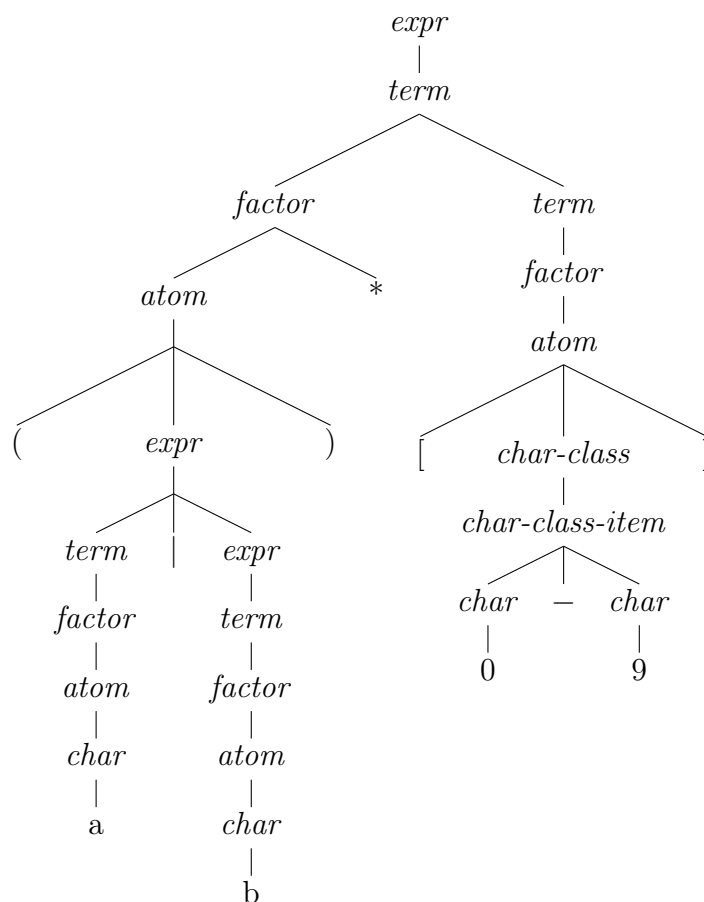 expr
term
factor term
atom * factor
atom
( expr ) [ char-class ]
term | expr char-class-item
factor term char − char
atom factor 0 9
char atom
a char
b